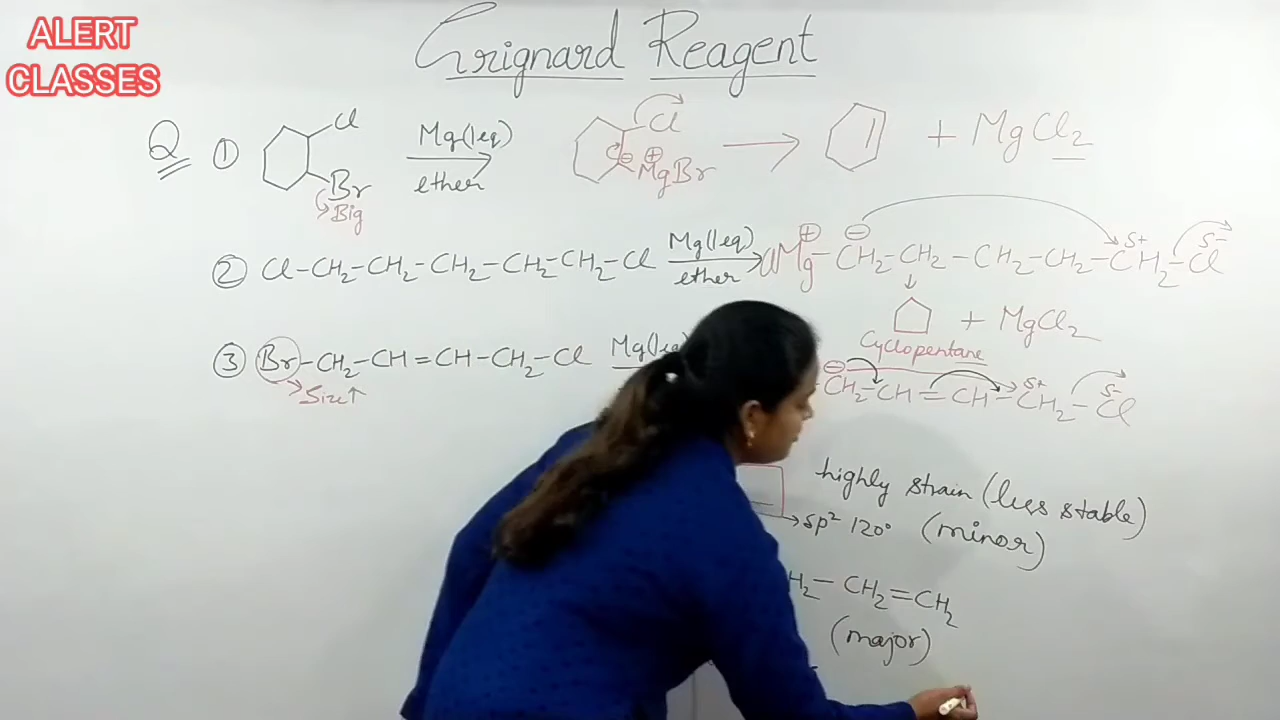 ALERT
CLASSES
Grignard Reagent
Q ① Cl Br Big Mg(1eq) ether Cl ⊖ ⊕ MgBr ⟶ + MgCl₂
② Cl-CH₂-CH₂-CH₂-CH₂-CH₂-Cl Mg(1eq) ether ClMg-CH₂-CH₂-CH₂-CH₂-CH₂-Cl ⊕ ⊖ δ+ δ-
+ MgCl₂
Cyclopentane
③ Br-CH₂-CH=CH-CH₂-Cl Mg(1eq) ⊖ CH₂-CH=CH-CH₂-Cl δ+ δ-
Size↑
highly strain (less stable)
sp² 120° (minor)
H₂-CH₂=CH₂
(major)